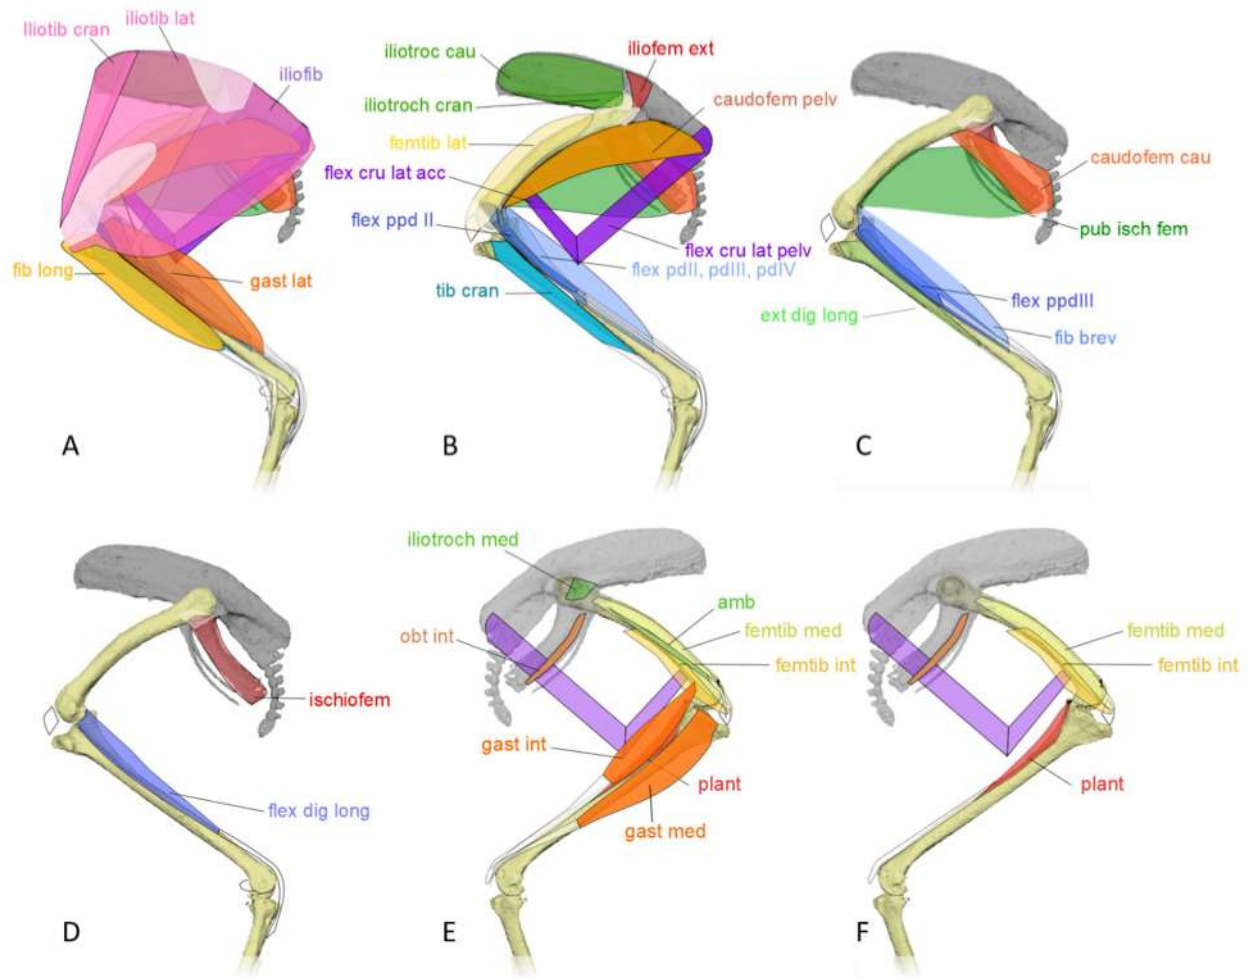 iliotib lat
Iliotib cran
iliofib
fib long
gast lat
A
iliotroc cau
iliofem ext
iliotroch cran
caudofem pelv
femtib lat
flex cru lat acc
flex ppd II
flex cru lat pelv
flex pdII, pdIII, pdIV
tib cran
B
caudofem cau
pub isch fem
flex ppdIII
ext dig long
fib brev
C
ischiofem
flex dig long
D
iliotroch med
amb
obt int
femtib med
femtib int
gast int
plant
gast med
E
femtib med
femtib int
plant
F